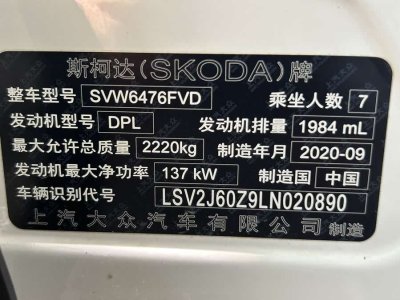 斯柯达(SKODA)牌
整车型号 SVW6476FVD 乘坐人数 7
发动机型号 DPL 发动机排量 1984 mL
最大允许总质量 2220kg 制造年月 2020-09
发动机最大净功率 137 kW 制造国 中国
车辆识别代号 LSV2J60Z9LN020890
上汽大众汽车有限公司 制造